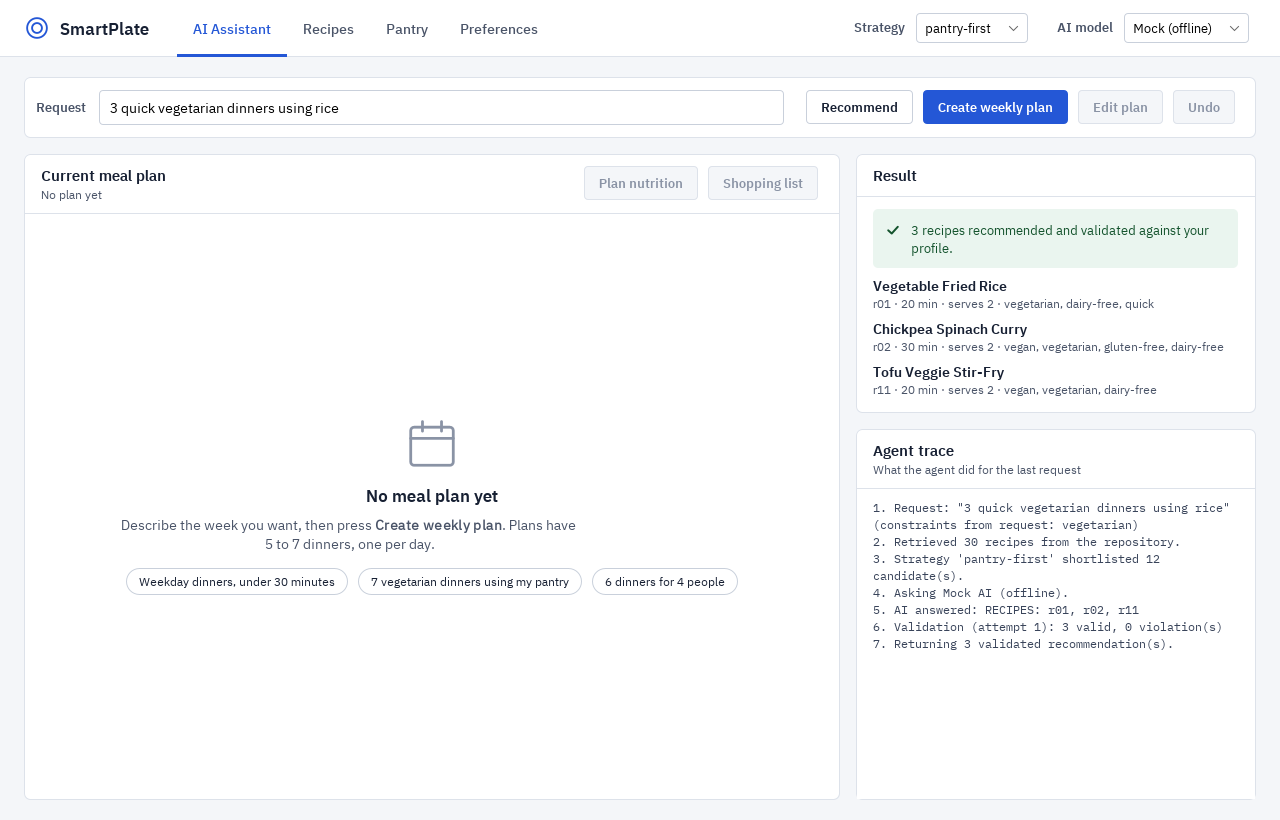 SmartPlate
AI Assistant
Recipes
Pantry
Preferences
Strategy
pantry-first
AI model
Mock (offline)
Request
3 quick vegetarian dinners using rice
Recommend
Create weekly plan
Edit plan
Undo
Current meal plan
No plan yet
Plan nutrition
Shopping list
No meal plan yet
Describe the week you want, then press Create weekly plan. Plans have
5 to 7 dinners, one per day.
Weekday dinners, under 30 minutes
7 vegetarian dinners using my pantry
6 dinners for 4 people
Result
3 recipes recommended and validated against your
profile.
Vegetable Fried Rice
r01 · 20 min · serves 2 · vegetarian, dairy-free, quick
Chickpea Spinach Curry
r02 · 30 min · serves 2 · vegan, vegetarian, gluten-free, dairy-free
Tofu Veggie Stir-Fry
r11 · 20 min · serves 2 · vegan, vegetarian, dairy-free
Agent trace
What the agent did for the last request
1. Request: "3 quick vegetarian dinners using rice"
(constraints from request: vegetarian)
2. Retrieved 30 recipes from the repository.
3. Strategy 'pantry-first' shortlisted 12
candidate(s).
4. Asking Mock AI (offline).
5. AI answered: RECIPES: r01, r02, r11
6. Validation (attempt 1): 3 valid, 0 violation(s)
7. Returning 3 validated recommendation(s).